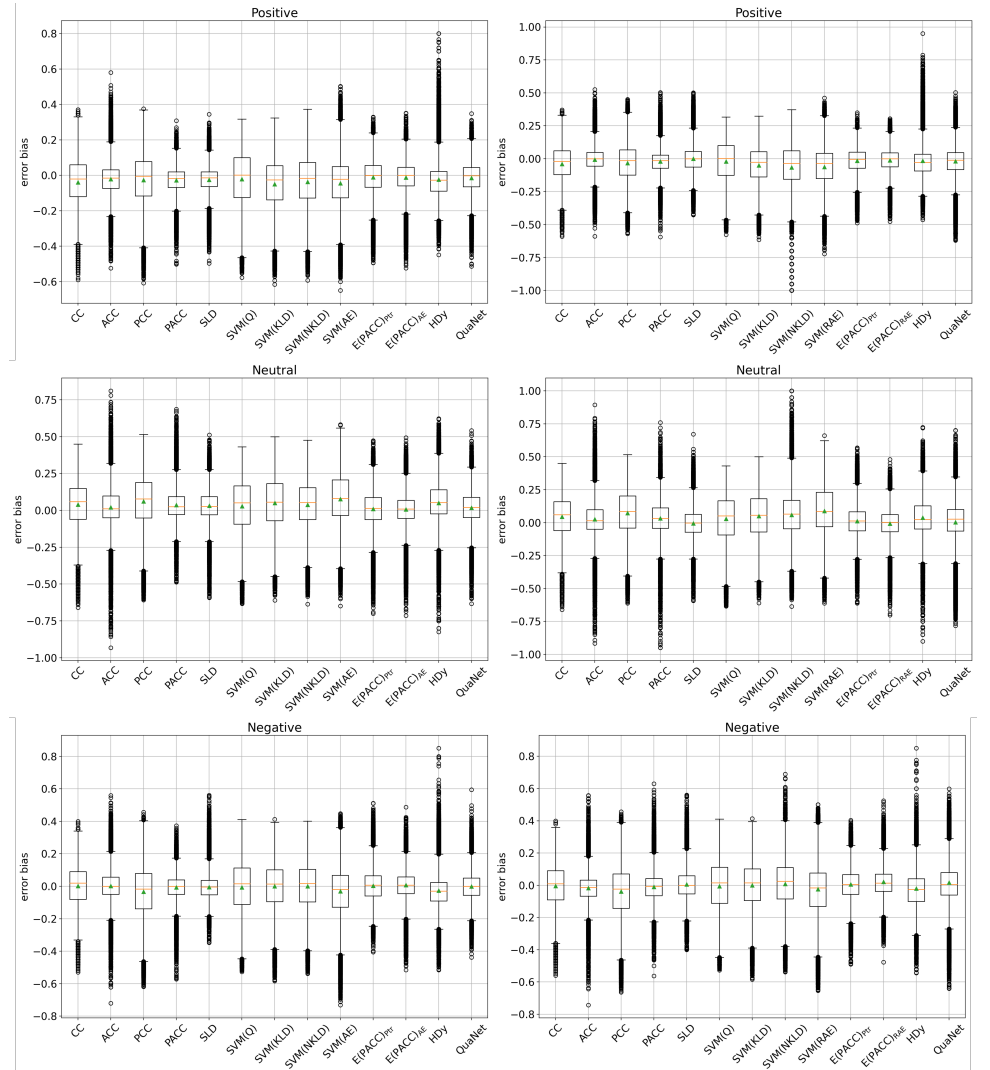 Positive
error bias
0.8
0.6
0.4
0.2
0.0
−0.2
−0.4
−0.6
CC ACC PCC PACC SLD SVM(Q) SVM(KLD) SVM(NKLD) SVM(AE) E(PACC)Ptr E(PACC)AE HDy QuaNet
Positive
error bias
1.00
0.75
0.50
0.25
0.00
−0.25
−0.50
−0.75
−1.00
CC ACC PCC PACC SLD SVM(Q) SVM(KLD) SVM(NKLD) SVM(RAE) E(PACC)Ptr E(PACC)RAE HDy QuaNet
Neutral
error bias
0.75
0.50
0.25
0.00
−0.25
−0.50
−0.75
−1.00
CC ACC PCC PACC SLD SVM(Q) SVM(KLD) SVM(NKLD) SVM(AE) E(PACC)Ptr E(PACC)AE HDy QuaNet
Neutral
error bias
1.00
0.75
0.50
0.25
0.00
−0.25
−0.50
−0.75
−1.00
CC ACC PCC PACC SLD SVM(Q) SVM(KLD) SVM(NKLD) SVM(RAE) E(PACC)Ptr E(PACC)RAE HDy QuaNet
Negative
error bias
0.8
0.6
0.4
0.2
0.0
−0.2
−0.4
−0.6
−0.8
CC ACC PCC PACC SLD SVM(Q) SVM(KLD) SVM(NKLD) SVM(AE) E(PACC)Ptr E(PACC)AE HDy QuaNet
Negative
error bias
0.8
0.6
0.4
0.2
0.0
−0.2
−0.4
−0.6
−0.8
CC ACC PCC PACC SLD SVM(Q) SVM(KLD) SVM(NKLD) SVM(RAE) E(PACC)Ptr E(PACC)RAE HDy QuaNet